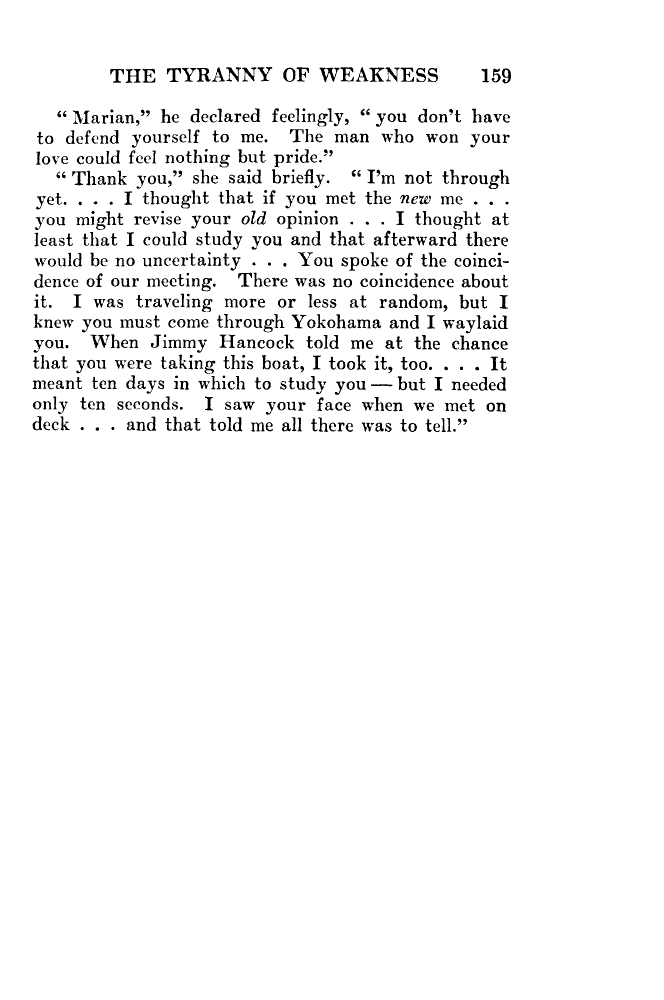 THE TYRANNY OF WEAKNESS 159
“ Marian,” he declared feelingly, “ you don't have
to defend yourself to me. The man who won your
love could feel nothing but pride.”
“ Thank you,” she said briefly. “ I'm not through
yet. . . . I thought that if you met the new me . . .
you might revise your old opinion . . . I thought at
least that I could study you and that afterward there
would be no uncertainty . . . You spoke of the coinci-
dence of our meeting. There was no coincidence about
it. I was traveling more or less at random, but I
knew you must come through Yokohama and I waylaid
you. When Jimmy Hancock told me at the chance
that you were taking this boat, I took it, too. . . . It
meant ten days in which to study you — but I needed
only ten seconds. I saw your face when we met on
deck . . . and that told me all there was to tell.”